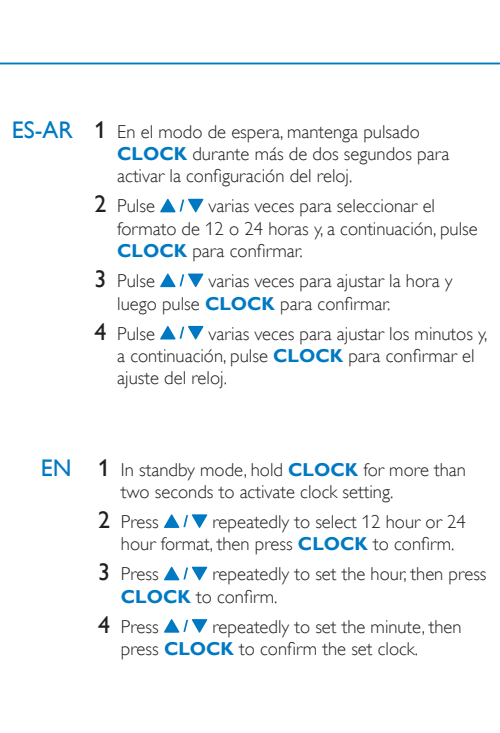 ES-AR 1 En el modo de espera, mantenga pulsado
CLOCK durante más de dos segundos para
activar la configuración del reloj.
2 Pulse ▲ / ▼ varias veces para seleccionar el
formato de 12 o 24 horas y, a continuación, pulse
CLOCK para confirmar.
3 Pulse ▲ / ▼ varias veces para ajustar la hora y
luego pulse CLOCK para confirmar.
4 Pulse ▲ / ▼ varias veces para ajustar los minutos y,
a continuación, pulse CLOCK para confirmar el
ajuste del reloj.
EN 1 In standby mode, hold CLOCK for more than
two seconds to activate clock setting.
2 Press ▲ / ▼ repeatedly to select 12 hour or 24
hour format, then press CLOCK to confirm.
3 Press ▲ / ▼ repeatedly to set the hour, then press
CLOCK to confirm.
4 Press ▲ / ▼ repeatedly to set the minute, then
press CLOCK to confirm the set clock.